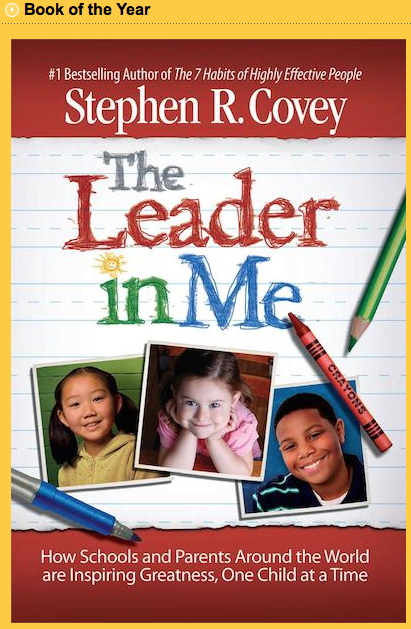 Book of the Year
#1 Bestselling Author of The 7 Habits of Highly Effective People
Stephen R. Covey
The
Leader
in Me
CRAYONS
How Schools and Parents Around the World
are Inspiring Greatness, One Child at a Time